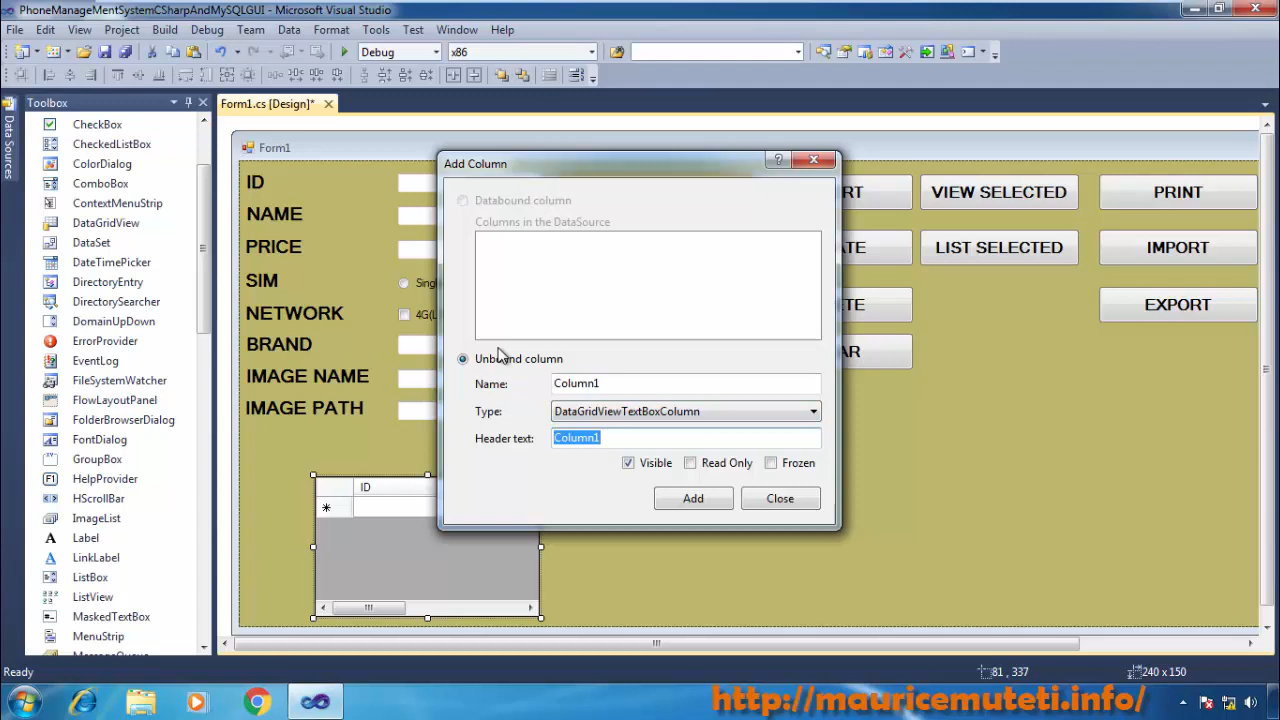 PhoneManageMentSystemCSharpAndMySQLGUI - Microsoft Visual Studio
File Edit View Project Build Debug Team Data Format Tools Test Window Help
Debug x86
Toolbox
Form1.cs [Design]*
Data Sources
CheckBox
CheckedListBox
ColorDialog
ComboBox
ContextMenuStrip
DataGridView
DataSet
DateTimePicker
DirectoryEntry
DirectorySearcher
DomainUpDown
ErrorProvider
EventLog
FileSystemWatcher
FlowLayoutPanel
FolderBrowserDialog
FontDialog
GroupBox
HelpProvider
HScrollBar
ImageList
Label
LinkLabel
ListBox
ListView
MaskedTextBox
MenuStrip
Form1
ID
NAME
PRICE
SIM
NETWORK
4G(L
BRAND
IMAGE NAME
IMAGE PATH
ID
Add Column
Databound column
Columns in the DataSource
Unbound column
Name: Column1
Type: DataGridViewTextBoxColumn
Header text: Column1
Visible Read Only Frozen
Add Close
RT VIEW SELECTED PRINT
ATE LIST SELECTED IMPORT
ETE EXPORT
AR
Ready 81 , 337 240 x 150
http://mauricemuteti.info/